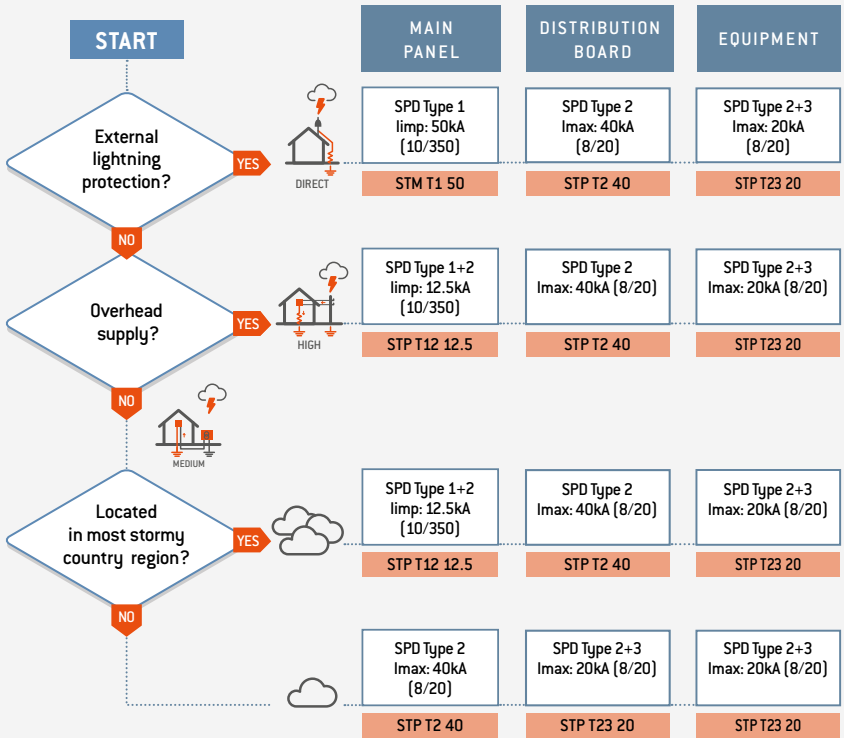 START
MAIN
PANEL
DISTRIBUTION
BOARD
EQUIPMENT
External
lightning
protection?
YES
DIRECT
SPD Type 1
Iimp: 50kA
(10/350)
STM T1 50
SPD Type 2
Imax: 40kA
(8/20)
STP T2 40
SPD Type 2+3
Imax: 20kA
(8/20)
STP T23 20
NO
Overhead
supply?
YES
HIGH
SPD Type 1+2
Iimp: 12.5kA
(10/350)
STP T12 12.5
SPD Type 2
Imax: 40kA (8/20)
STP T2 40
SPD Type 2+3
Imax: 20kA (8/20)
STP T23 20
NO
MEDIUM
Located
in most stormy
country region?
YES
SPD Type 1+2
Iimp: 12.5kA
(10/350)
STP T12 12.5
SPD Type 2
Imax: 40kA (8/20)
STP T2 40
SPD Type 2+3
Imax: 20kA (8/20)
STP T23 20
NO
SPD Type 2
Imax: 40kA
(8/20)
STP T2 40
SPD Type 2+3
Imax: 20kA (8/20)
STP T23 20
SPD Type 2+3
Imax: 20kA (8/20)
STP T23 20